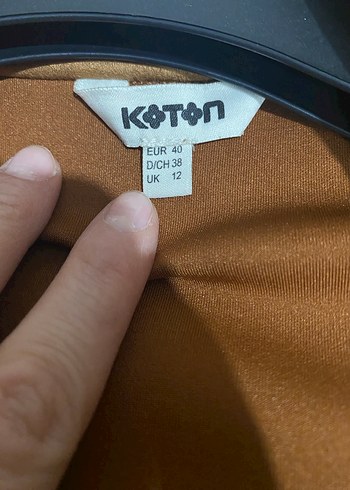 KOTON
EUR 40
D/CH 38
UK 12